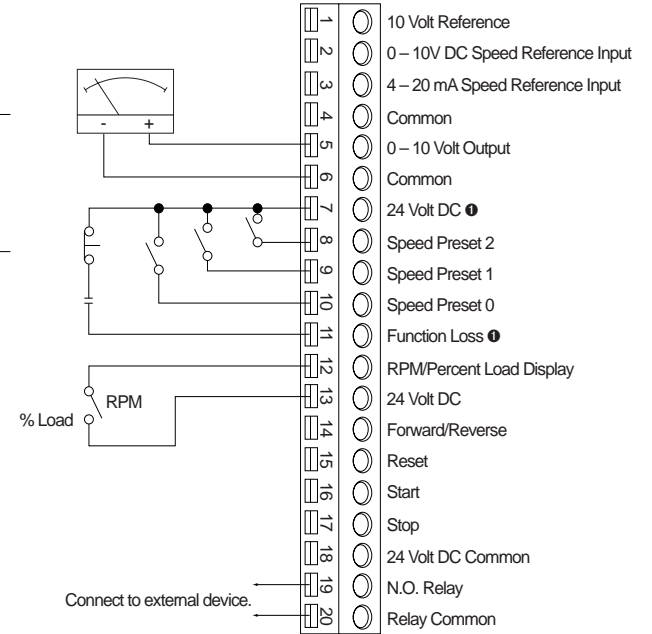 1 10 Volt Reference
2 0 – 10V DC Speed Reference Input
3 4 – 20 mA Speed Reference Input
4 Common
- +
5 0 – 10 Volt Output
6 Common
7 24 Volt DC ❶
8 Speed Preset 2
9 Speed Preset 1
10 Speed Preset 0
11 Function Loss ❶
12 RPM/Percent Load Display
RPM
13 24 Volt DC
% Load
14 Forward/Reverse
15 Reset
16 Start
17 Stop
18 24 Volt DC Common
19 N.O. Relay
Connect to external device.
20 Relay Common